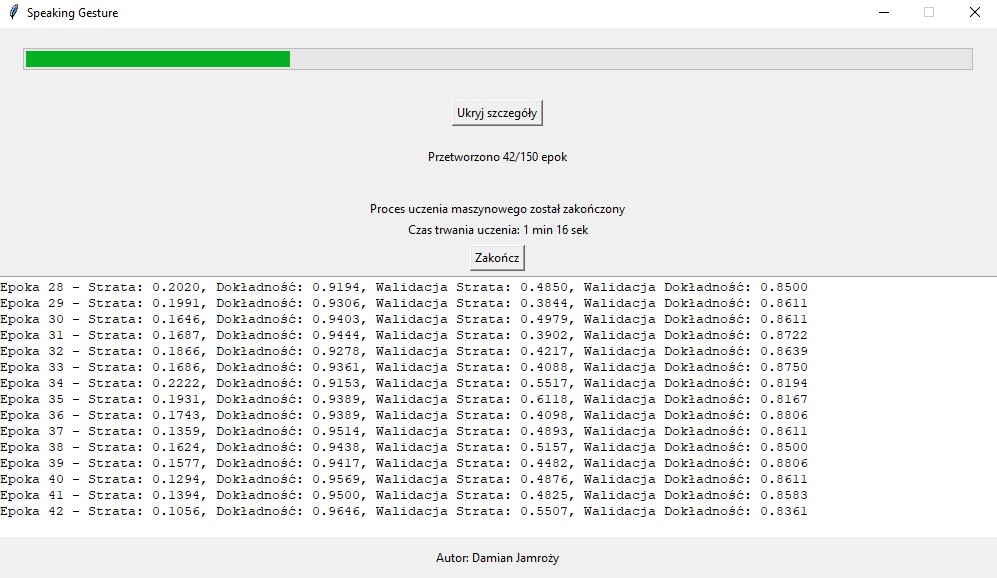 Speaking Gesture
Ukryj szczegóły
Przetworzono 42/150 epok
Proces uczenia maszynowego został zakończony
Czas trwania uczenia: 1 min 16 sek
Zakończ
Epoka 28 - Strata: 0.2020, Dokładność: 0.9194, Walidacja Strata: 0.4850, Walidacja Dokładność: 0.8500
Epoka 29 - Strata: 0.1991, Dokładność: 0.9306, Walidacja Strata: 0.3844, Walidacja Dokładność: 0.8611
Epoka 30 - Strata: 0.1646, Dokładność: 0.9403, Walidacja Strata: 0.4979, Walidacja Dokładność: 0.8611
Epoka 31 - Strata: 0.1687, Dokładność: 0.9444, Walidacja Strata: 0.3902, Walidacja Dokładność: 0.8722
Epoka 32 - Strata: 0.1866, Dokładność: 0.9278, Walidacja Strata: 0.4217, Walidacja Dokładność: 0.8639
Epoka 33 - Strata: 0.1686, Dokładność: 0.9361, Walidacja Strata: 0.4088, Walidacja Dokładność: 0.8750
Epoka 34 - Strata: 0.2222, Dokładność: 0.9153, Walidacja Strata: 0.5517, Walidacja Dokładność: 0.8194
Epoka 35 - Strata: 0.1931, Dokładność: 0.9389, Walidacja Strata: 0.6118, Walidacja Dokładność: 0.8167
Epoka 36 - Strata: 0.1743, Dokładność: 0.9389, Walidacja Strata: 0.4098, Walidacja Dokładność: 0.8806
Epoka 37 - Strata: 0.1359, Dokładność: 0.9514, Walidacja Strata: 0.4893, Walidacja Dokładność: 0.8611
Epoka 38 - Strata: 0.1624, Dokładność: 0.9438, Walidacja Strata: 0.5157, Walidacja Dokładność: 0.8500
Epoka 39 - Strata: 0.1577, Dokładność: 0.9417, Walidacja Strata: 0.4482, Walidacja Dokładność: 0.8806
Epoka 40 - Strata: 0.1294, Dokładność: 0.9569, Walidacja Strata: 0.4876, Walidacja Dokładność: 0.8611
Epoka 41 - Strata: 0.1394, Dokładność: 0.9500, Walidacja Strata: 0.4825, Walidacja Dokładność: 0.8583
Epoka 42 - Strata: 0.1056, Dokładność: 0.9646, Walidacja Strata: 0.5507, Walidacja Dokładność: 0.8361
Autor: Damian Jamroży